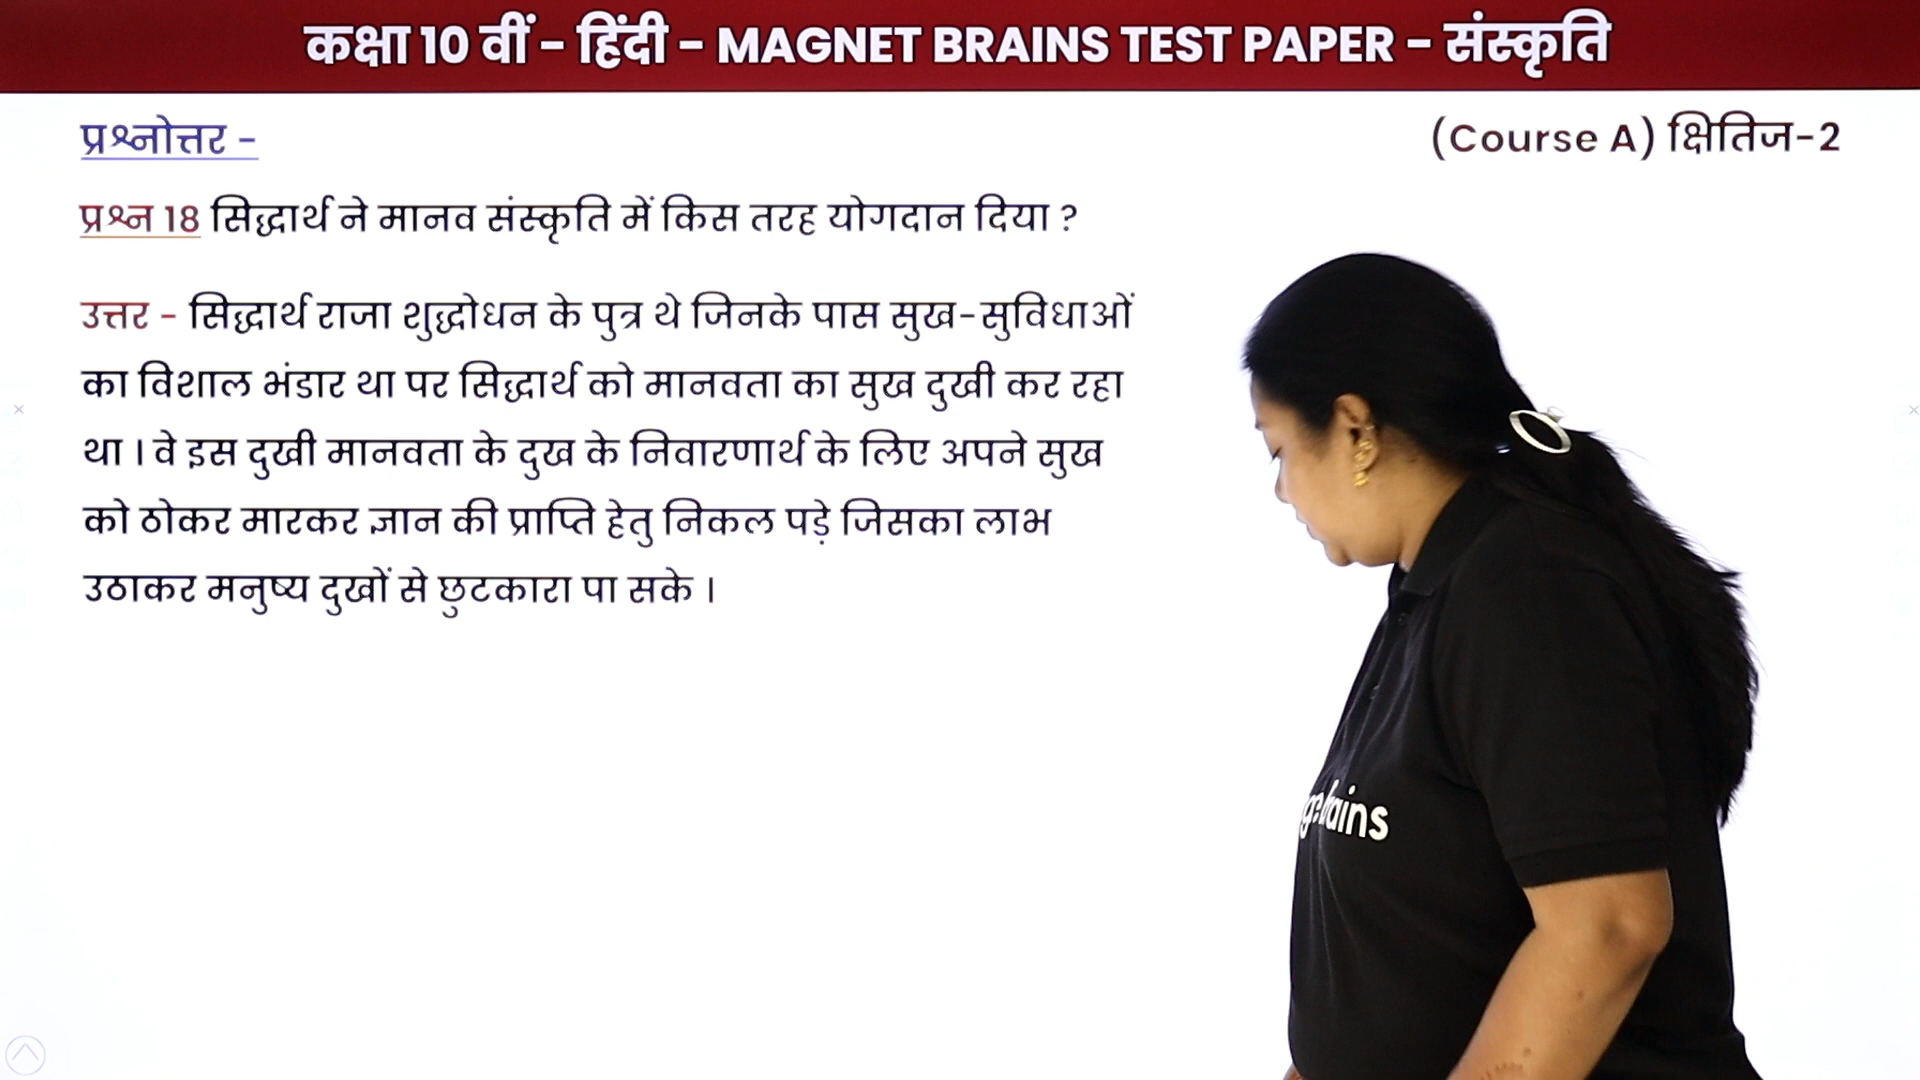 कक्षा 10 वीं - हिंदी - MAGNET BRAINS TEST PAPER - संस्कृति
प्रश्नोत्तर -
(Course A) क्षितिज-2
प्रश्न 18 सिद्धार्थ ने मानव संस्कृति में किस तरह योगदान दिया ?
उत्तर - सिद्धार्थ राजा शुद्धोधन के पुत्र थे जिनके पास सुख-सुविधाओं
का विशाल भंडार था पर सिद्धार्थ को मानवता का सुख दुखी कर रहा
था । वे इस दुखी मानवता के दुख के निवारणार्थ के लिए अपने सुख
को ठोकर मारकर ज्ञान की प्राप्ति हेतु निकल पड़े जिसका लाभ
उठाकर मनुष्य दुखों से छुटकारा पा सके ।